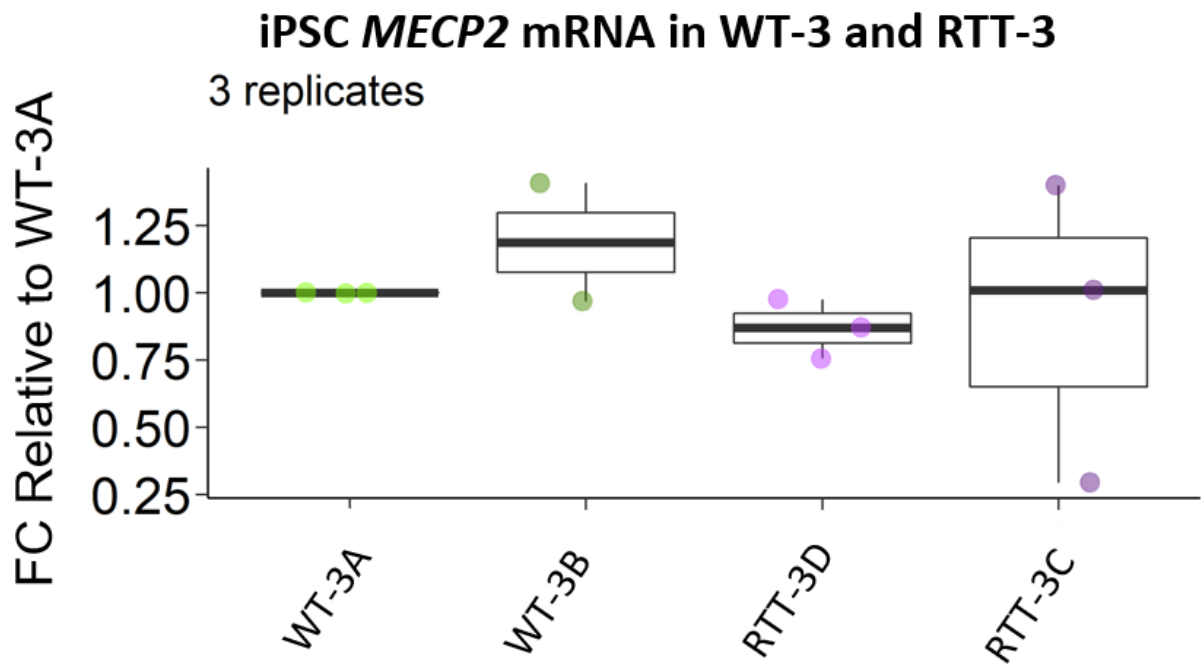 iPSC MECP2 mRNA in WT-3 and RTT-3
3 replicates
FC Relative to WT-3A
1.25
1.00
0.75
0.50
0.25
WT-3A
WT-3B
RTT-3D
RTT-3C